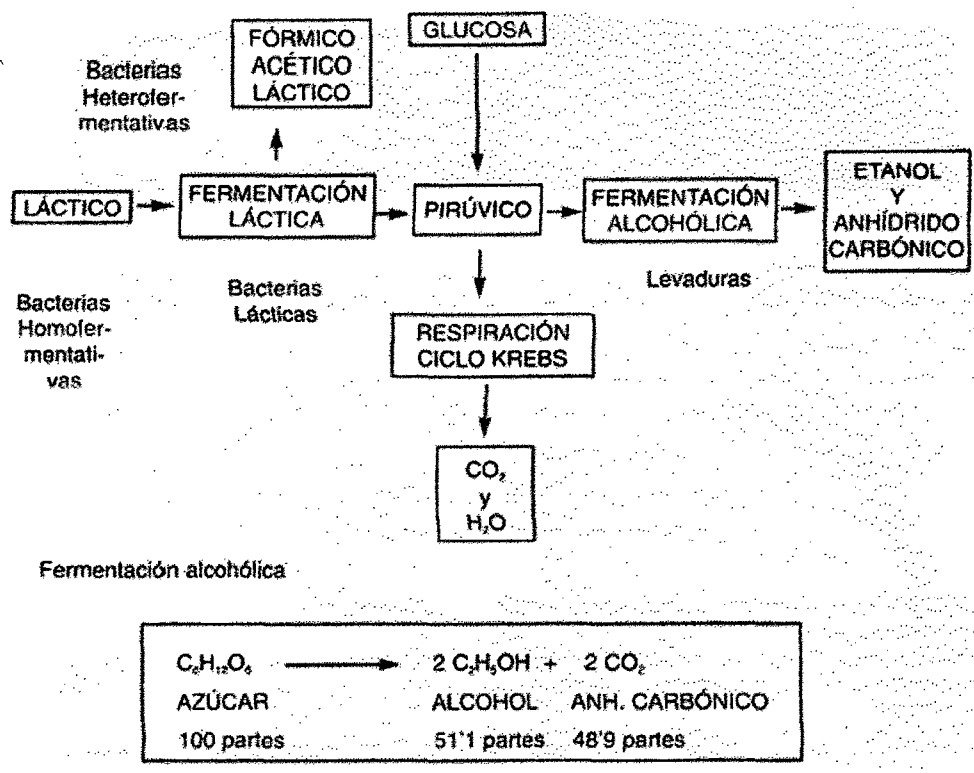 GLUCOSA
FÓRMICO
ACÉTICO
LÁCTICO
Bacterias
Heterofer-
mentativas
LÁCTICO
FERMENTACIÓN
LÁCTICA
PIRÚVICO
FERMENTACIÓN
ALCOHÓLICA
ETANOL
Y
ANHÍDRIDO
CARBÓNICO
Bacterias
Homofer-
mentati-
vas
Bacterias
Lácticas
Levaduras
RESPIRACIÓN
CICLO KREBS
CO₂
y
H₂O
Fermentación alcohólica
C₆H₁₂O₆ → 2 C₂H₅OH + 2 CO₂
AZÚCAR ALCOHOL ANH. CARBÓNICO
100 partes 51'1 partes 48'9 partes